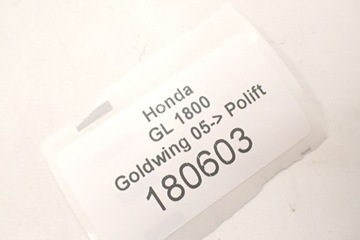 Honda
GL 1800
Goldwing 05-> Polift
180603